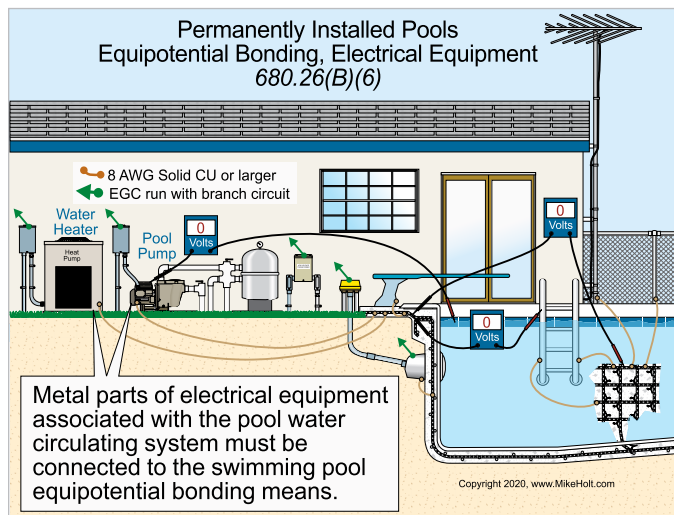 Permanently Installed Pools
Equipotential Bonding, Electrical Equipment
680.26(B)(6)
8 AWG Solid CU or larger
EGC run with branch circuit
Water
Heater
Heat
Pump
Pool
Pump
0
Volts
0
Volts
0
Volts
Metal parts of electrical equipment
associated with the pool water
circulating system must be
connected to the swimming pool
equipotential bonding means.
Copyright 2020, www.MikeHolt.com